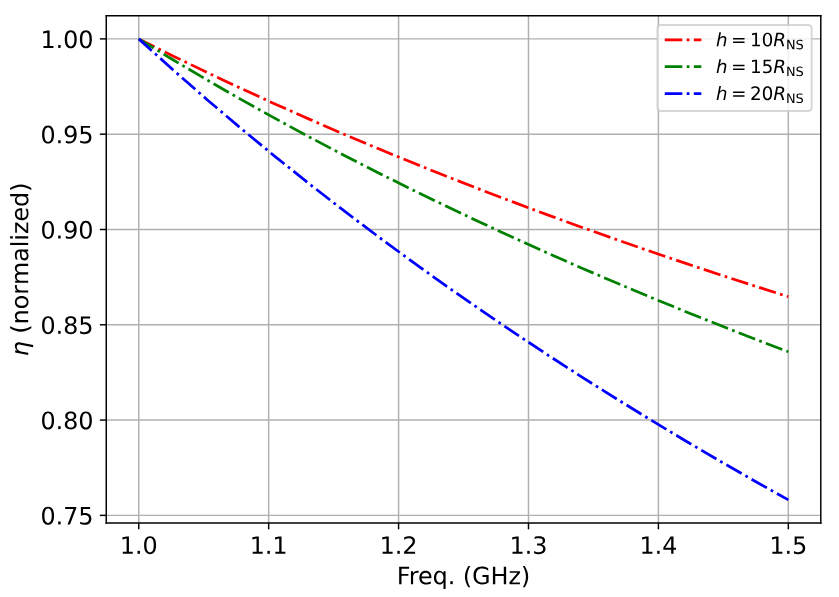 1.00
0.95
0.90
0.85
0.80
0.75
η (normalized)
h = 10R_NS
h = 15R_NS
h = 20R_NS
1.0 1.1 1.2 1.3 1.4 1.5
Freq. (GHz)